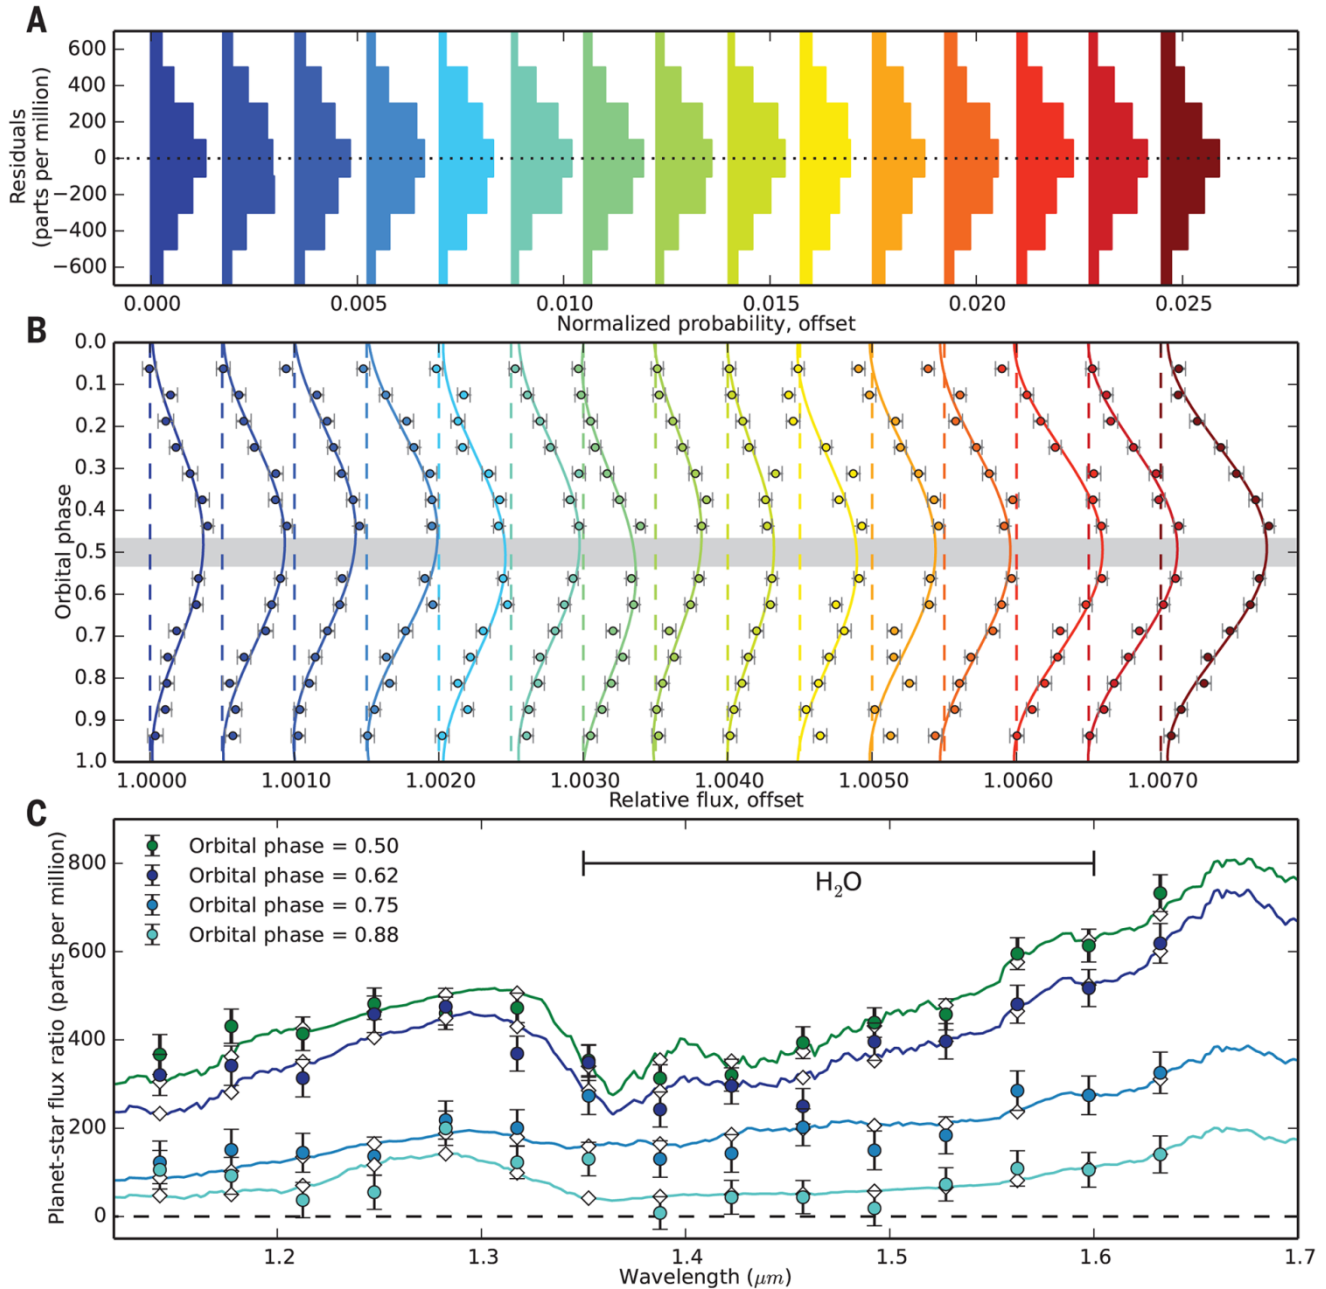 A
600
400
200
0
−200
−400
−600
Residuals
(parts per million)
0.000 0.005 0.010 0.015 0.020 0.025
Normalized probability, offset
B
0.0
0.1
0.2
0.3
0.4
0.5
0.6
0.7
0.8
0.9
1.0
Orbital phase
1.0000 1.0010 1.0020 1.0030 1.0040 1.0050 1.0060 1.0070
Relative flux, offset
C
Orbital phase = 0.50
Orbital phase = 0.62
Orbital phase = 0.75
Orbital phase = 0.88
H₂O
800
600
400
200
0
Planet-star flux ratio (parts per million)
1.2 1.3 1.4 1.5 1.6 1.7
Wavelength (μm)